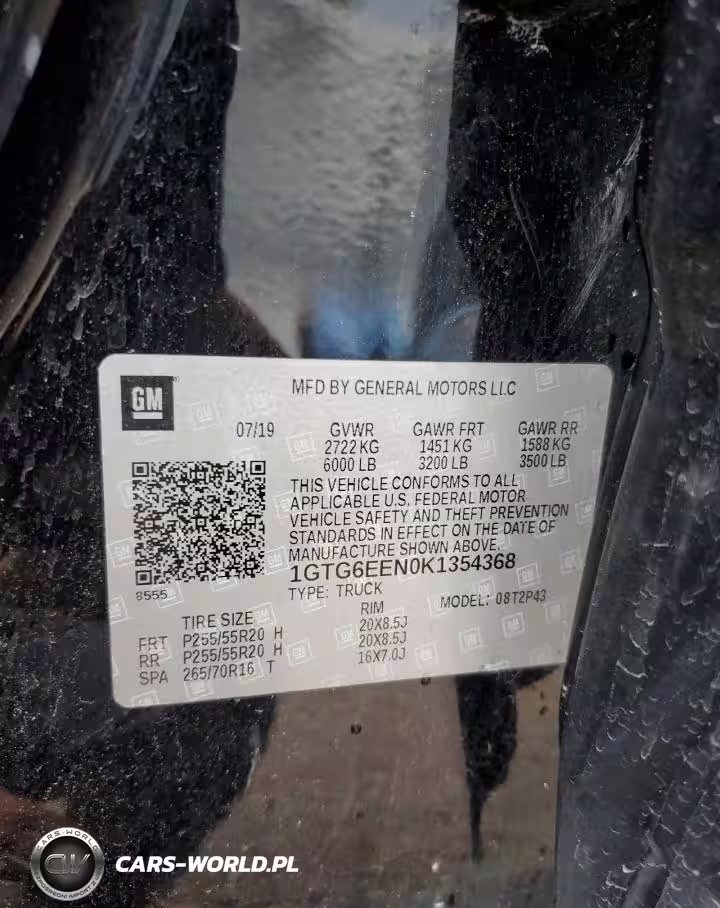 GM
MFD BY GENERAL MOTORS LLC
07/19 GVWR GAWR FRT GAWR RR
2722 KG 1451 KG 1588 KG
6000 LB 3200 LB 3500 LB
THIS VEHICLE CONFORMS TO ALL
APPLICABLE U.S. FEDERAL MOTOR
VEHICLE SAFETY AND THEFT PREVENTION
STANDARDS IN EFFECT ON THE DATE OF
MANUFACTURE SHOWN ABOVE.
1GTG6EEN0K1354368
8555
TYPE: TRUCK MODEL: 08T2P43
TIRE SIZE RIM
FRT P255/55R20 H 20X8.5J
RR P255/55R20 H 20X8.5J
SPA 265/70R16 T 16X7.0J
CARS-WORLD
CW
CARS-WORLD.PL